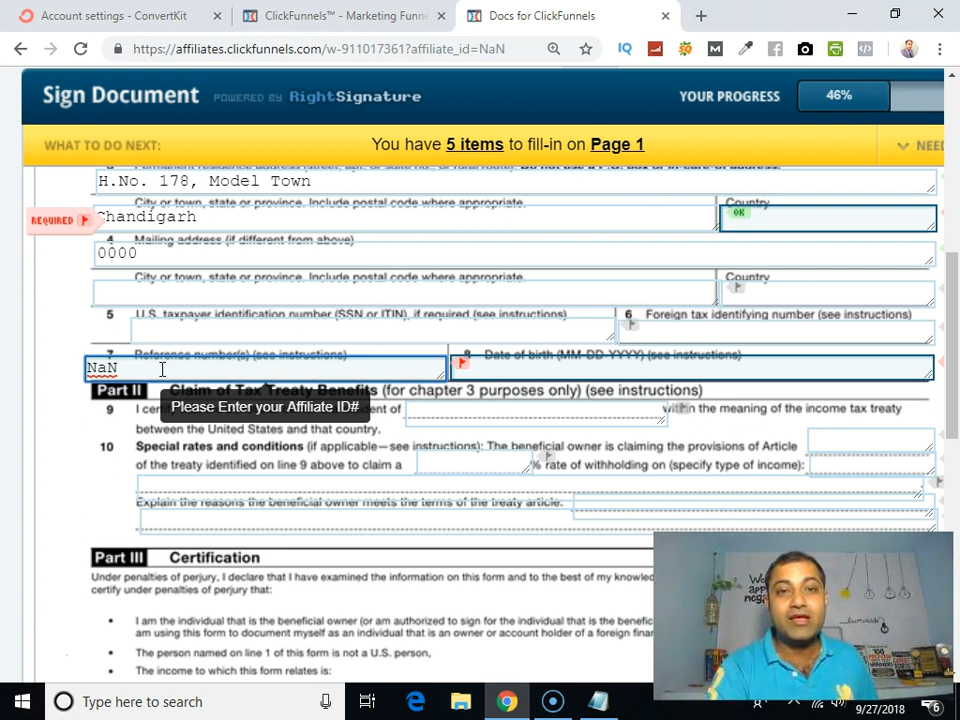 Account settings - ConvertKit
ClickFunnels™ - Marketing Funne
Docs for ClickFunnels
https://affiliates.clickfunnels.com/w-911017361?affiliate_id=NaN
Sign Document POWERED BY RightSignature
YOUR PROGRESS 46%
WHAT TO DO NEXT: You have 5 items to fill-in on Page 1 NEE
H.No. 178, Model Town
City or town, state or province. Include postal code where appropriate. Country
REQUIRED Chandigarh OK
4 Mailing address (if different from above)
0000
City or town, state or province. Include postal code where appropriate. Country
5 U.S. taxpayer identification number (SSN or ITIN), if required (see instructions) 6 Foreign tax identifying number (see instructions)
7 Reference number(s) (see instructions) 8 Date of birth (MM-DD-YYYY) (see instructions)
NaN
Part II Claim of Tax Treaty Benefits (for chapter 3 purposes only) (see instructions)
Please Enter your Affiliate ID#
9 I certi ent of within the meaning of the income tax treaty
between the United States and that country.
10 Special rates and conditions (if applicable—see instructions): The beneficial owner is claiming the provisions of Article
of the treaty identified on line 9 above to claim a % rate of withholding on (specify type of income):
Explain the reasons the beneficial owner meets the terms of the treaty article:
Part III Certification
Under penalties of perjury, I declare that I have examined the information on this form and to the best of my knowled
certify under penalties of perjury that:
• I am the individual that is the beneficial owner (or am authorized to sign for the individual that is the benefic
am using this form to document myself as an individual that is an owner or account holder of a foreign finan
• The person named on line 1 of this form is not a U.S. person,
• The income to which this form relates is:
Type here to search
9/27/2018
6